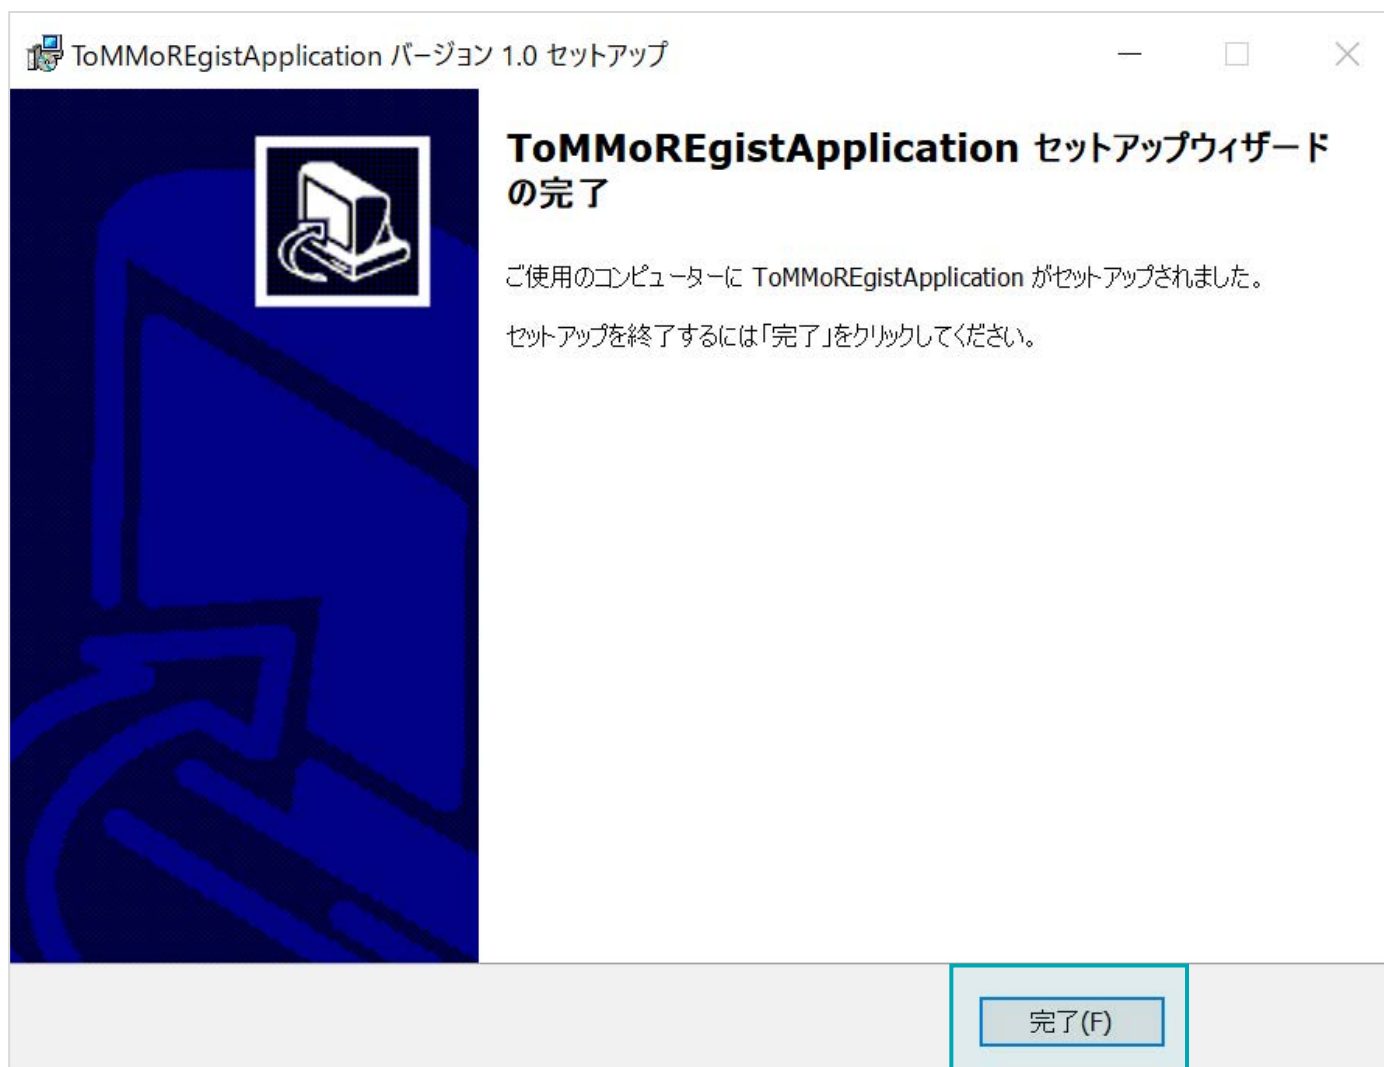 ToMMoREgistApplication バージョン 1.0 セットアップ
ToMMoREgistApplication セットアップウィザード
の完了
ご使用のコンピューターに ToMMoREgistApplication がセットアップされました。
セットアップを終了するには「完了」をクリックしてください。
完了(F)